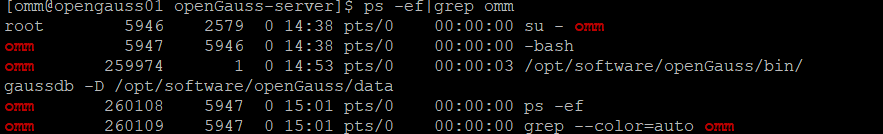 [omm@opengauss01 openGauss-server]$ ps -ef|grep omm
root 5946 2579 0 14:38 pts/0 00:00:00 su - omm
omm 5947 5946 0 14:38 pts/0 00:00:00 -bash
omm 259974 1 0 14:53 pts/0 00:00:03 /opt/software/openGauss/bin/
gaussdb -D /opt/software/openGauss/data
omm 260108 5947 0 15:01 pts/0 00:00:00 ps -ef
omm 260109 5947 0 15:01 pts/0 00:00:00 grep --color=auto omm